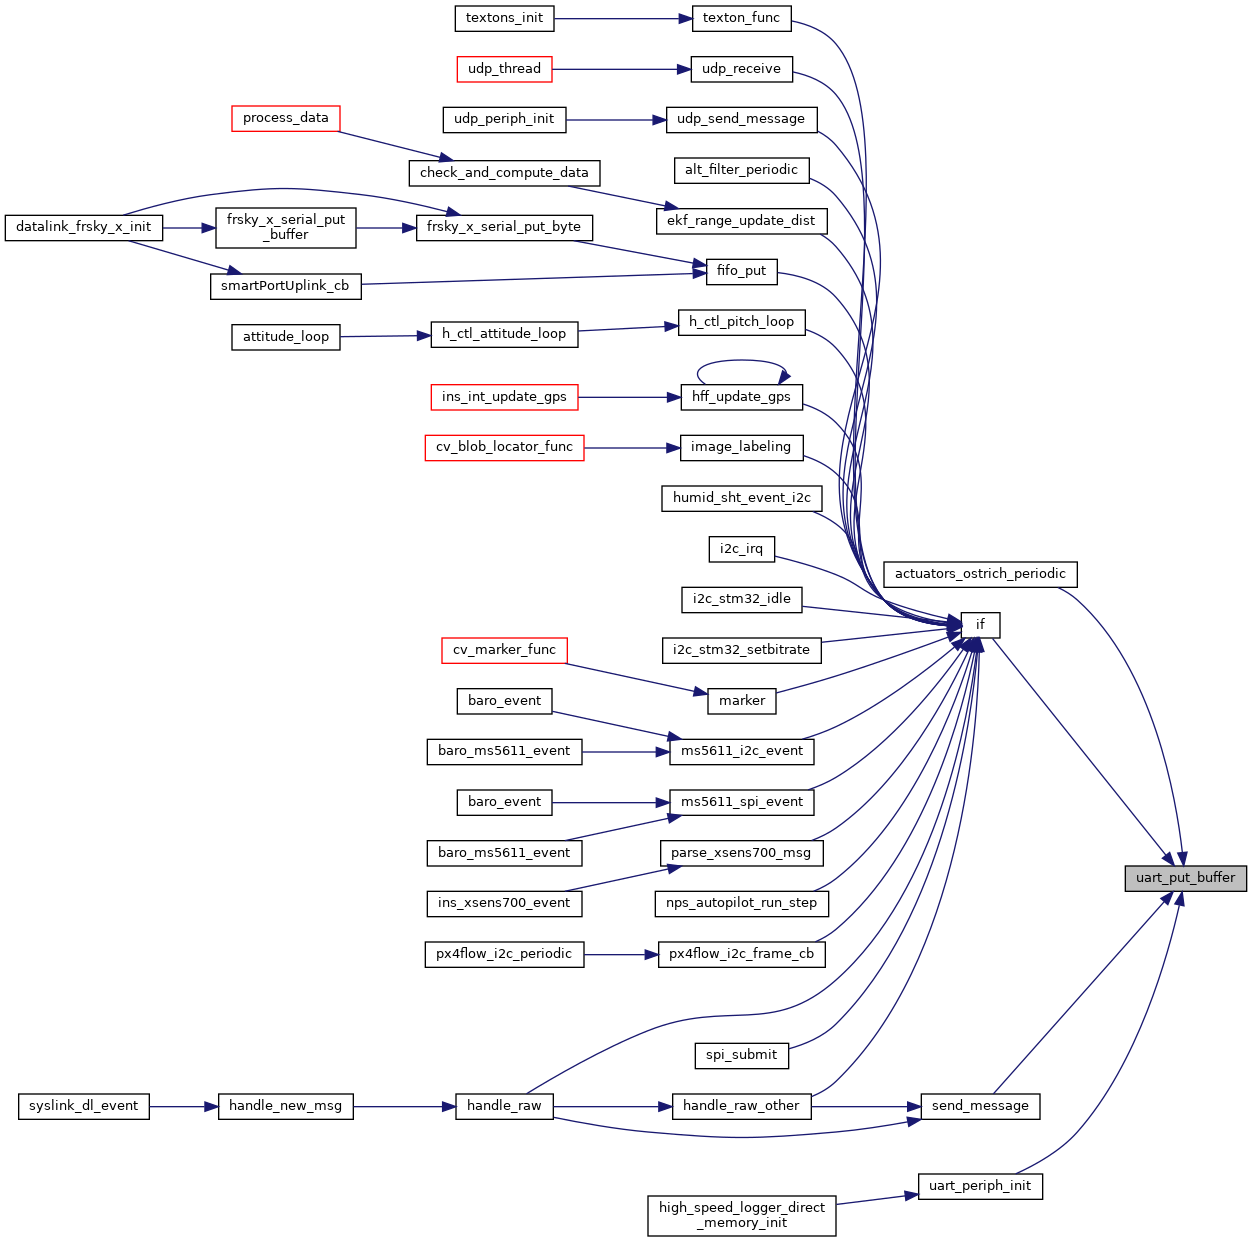 textons_init
texton_func
udp_thread
udp_receive
process_data
udp_periph_init
udp_send_message
check_and_compute_data
alt_filter_periodic
datalink_frsky_x_init
frsky_x_serial_put
_buffer
frsky_x_serial_put_byte
ekf_range_update_dist
smartPortUplink_cb
fifo_put
attitude_loop
h_ctl_attitude_loop
h_ctl_pitch_loop
ins_int_update_gps
hff_update_gps
cv_blob_locator_func
image_labeling
humid_sht_event_i2c
i2c_irq
actuators_ostrich_periodic
i2c_stm32_idle
if
cv_marker_func
i2c_stm32_setbitrate
baro_event
marker
baro_ms5611_event
ms5611_i2c_event
baro_event
ms5611_spi_event
baro_ms5611_event
parse_xsens700_msg
uart_put_buffer
ins_xsens700_event
nps_autopilot_run_step
px4flow_i2c_periodic
px4flow_i2c_frame_cb
spi_submit
syslink_dl_event
handle_new_msg
handle_raw
handle_raw_other
send_message
uart_periph_init
high_speed_logger_direct
_memory_init